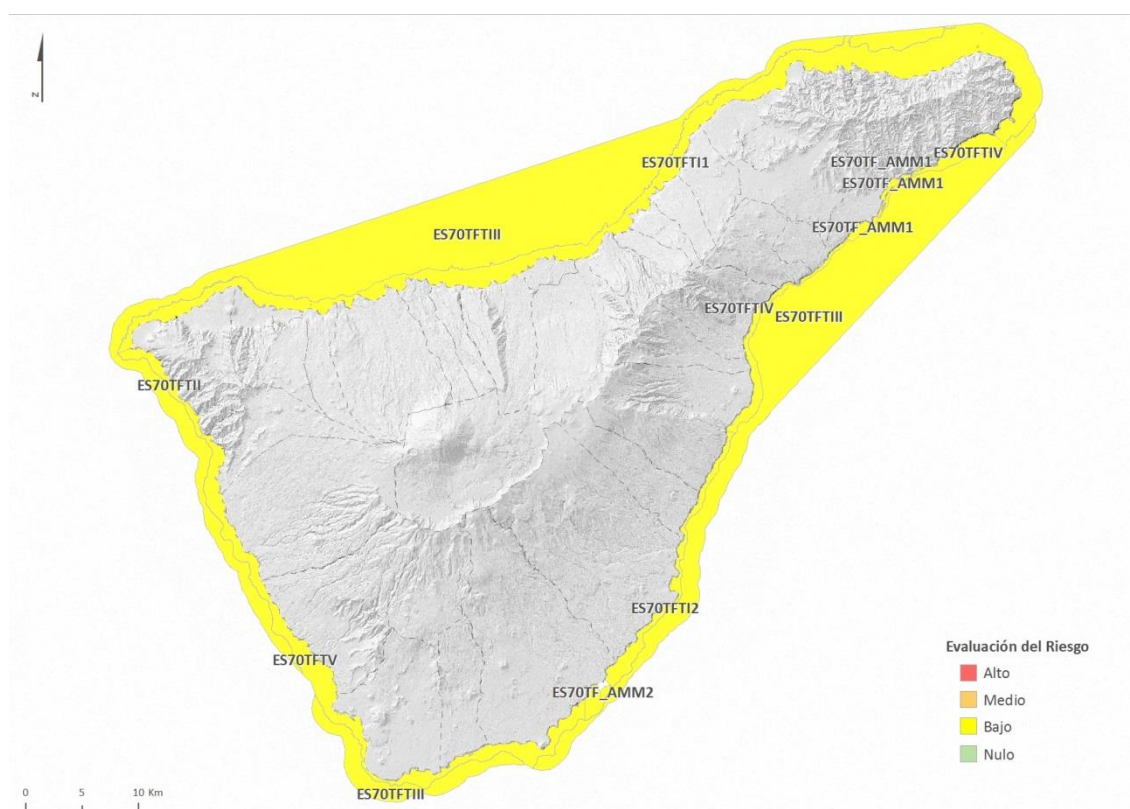 N
ES70TFTI1
ES70TF_AMM1
ES70TFTIV
ES70TF_AMM1
ES70TF_AMM1
ES70TFTIII
ES70TFTIV
ES70TFTIII
ES70TFTII
ES70TFTI2
ES70TFTV
ES70TF_AMM2
ES70TFTIII
Evaluación del Riesgo
Alto
Medio
Bajo
Nulo
0 5 10 Km